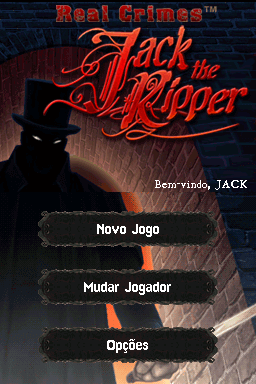 Real Crimes™
Jack
the
Ripper
Bem-vindo, JACK
Novo Jogo
Mudar Jogador
Opções